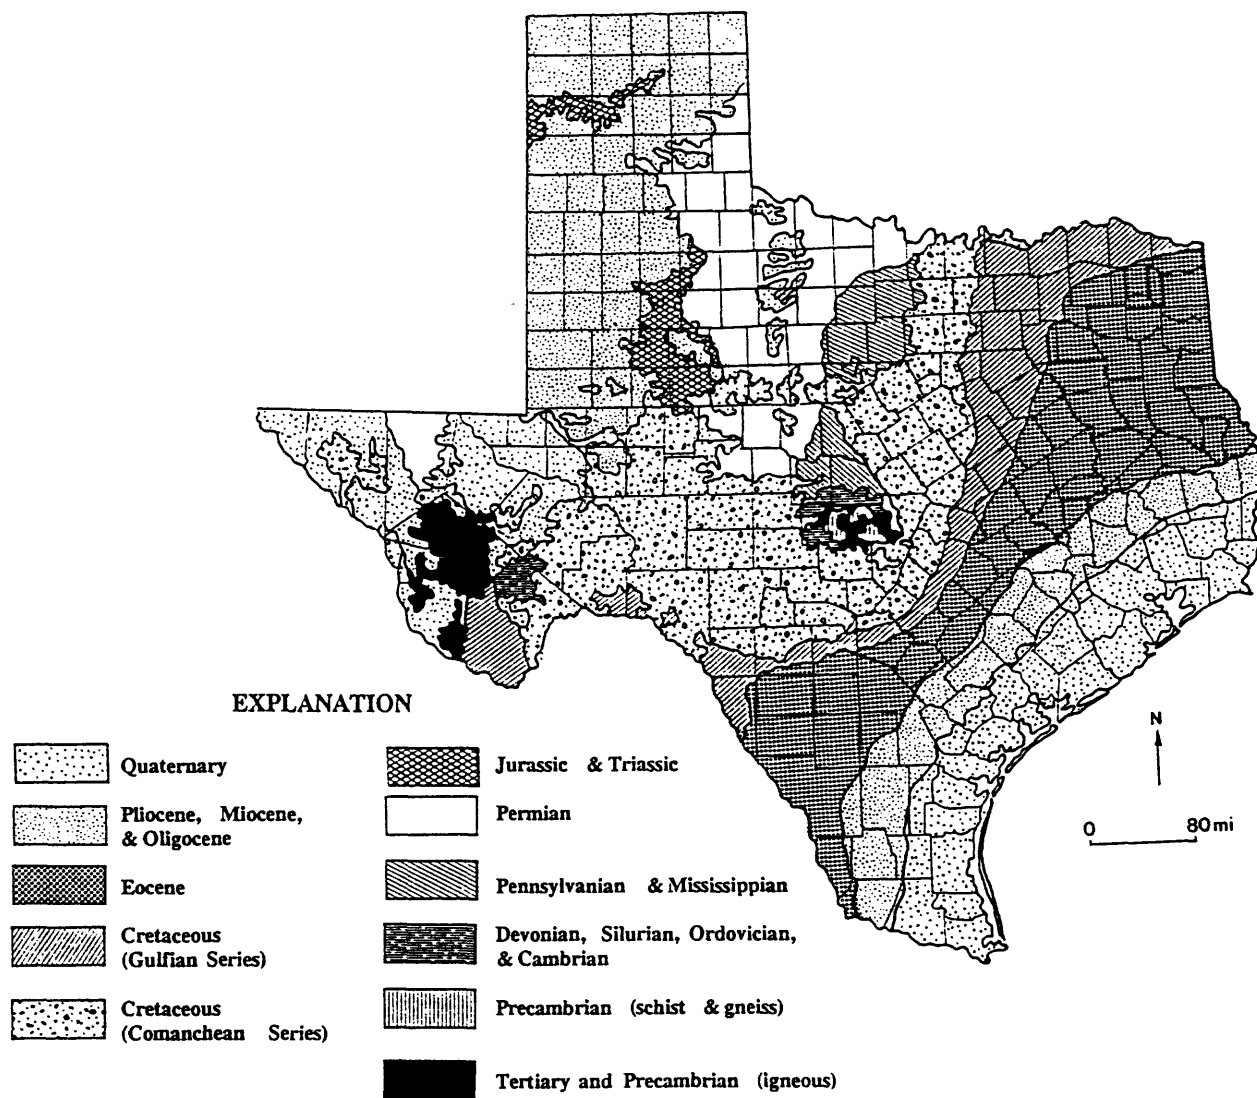 EXPLANATION
Quaternary
Pliocene, Miocene,
& Oligocene
Eocene
Cretaceous
(Gulfian Series)
Cretaceous
(Comanchean Series)
Jurassic & Triassic
Permian
Pennsylvanian & Mississippian
Devonian, Silurian, Ordovician,
& Cambrian
Precambrian (schist & gneiss)
Tertiary and Precambrian (igneous)
N
0 80 mi